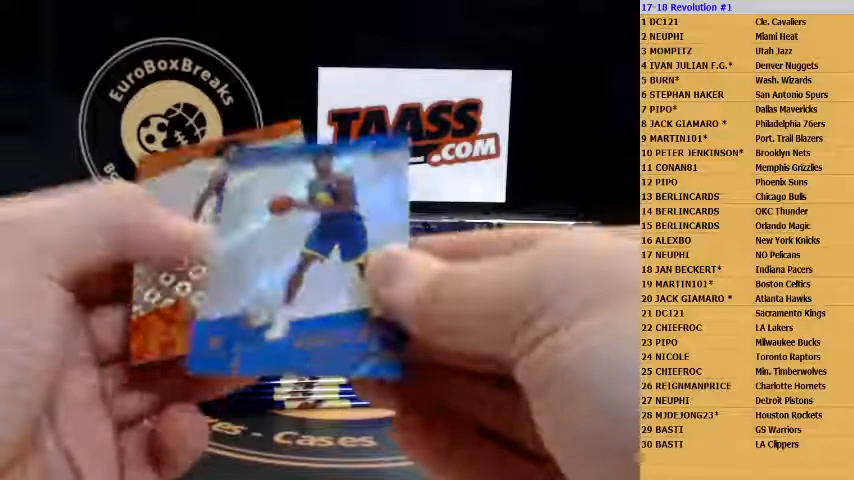 17-18 Revolution #1
1 DC121 Cle. Cavaliers
2 NEUPHI Miami Heat
3 MOMPITZ Utah Jazz
4 IVAN JULIAN F.G.* Denver Nuggets
5 BURN* Wash. Wizards
6 STEPHAN HAKER San Antonio Spurs
7 PIPO* Dallas Mavericks
8 JACK GIAMARO * Philadelphia 76ers
9 MARTIN101* Port. Trail Blazers
10 PETER JENKINSON* Brooklyn Nets
11 CONAN81 Memphis Grizzlies
12 PIPO Phoenix Suns
13 BERLINCARDS Chicago Bulls
14 BERLINCARDS OKC Thunder
15 BERLINCARDS Orlando Magic
16 ALEXBO New York Knicks
17 NEUPHI NO Pelicans
18 JAN BECKERT* Indiana Pacers
19 MARTIN101* Boston Celtics
20 JACK GIAMARO * Atlanta Hawks
21 DC121 Sacramento Kings
22 CHIEFROC LA Lakers
23 PIPO Milwaukee Bucks
24 NICOLE Toronto Raptors
25 CHIEFROC Min. Timberwolves
26 REIGNMANPRICE Charlotte Hornets
27 NEUPHI Detroit Pistons
28 MJDEJONG23* Houston Rockets
29 BASTI GS Warriors
30 BASTI LA Clippers
EuroBoxBreaks
TAASS
.COM
- Cases